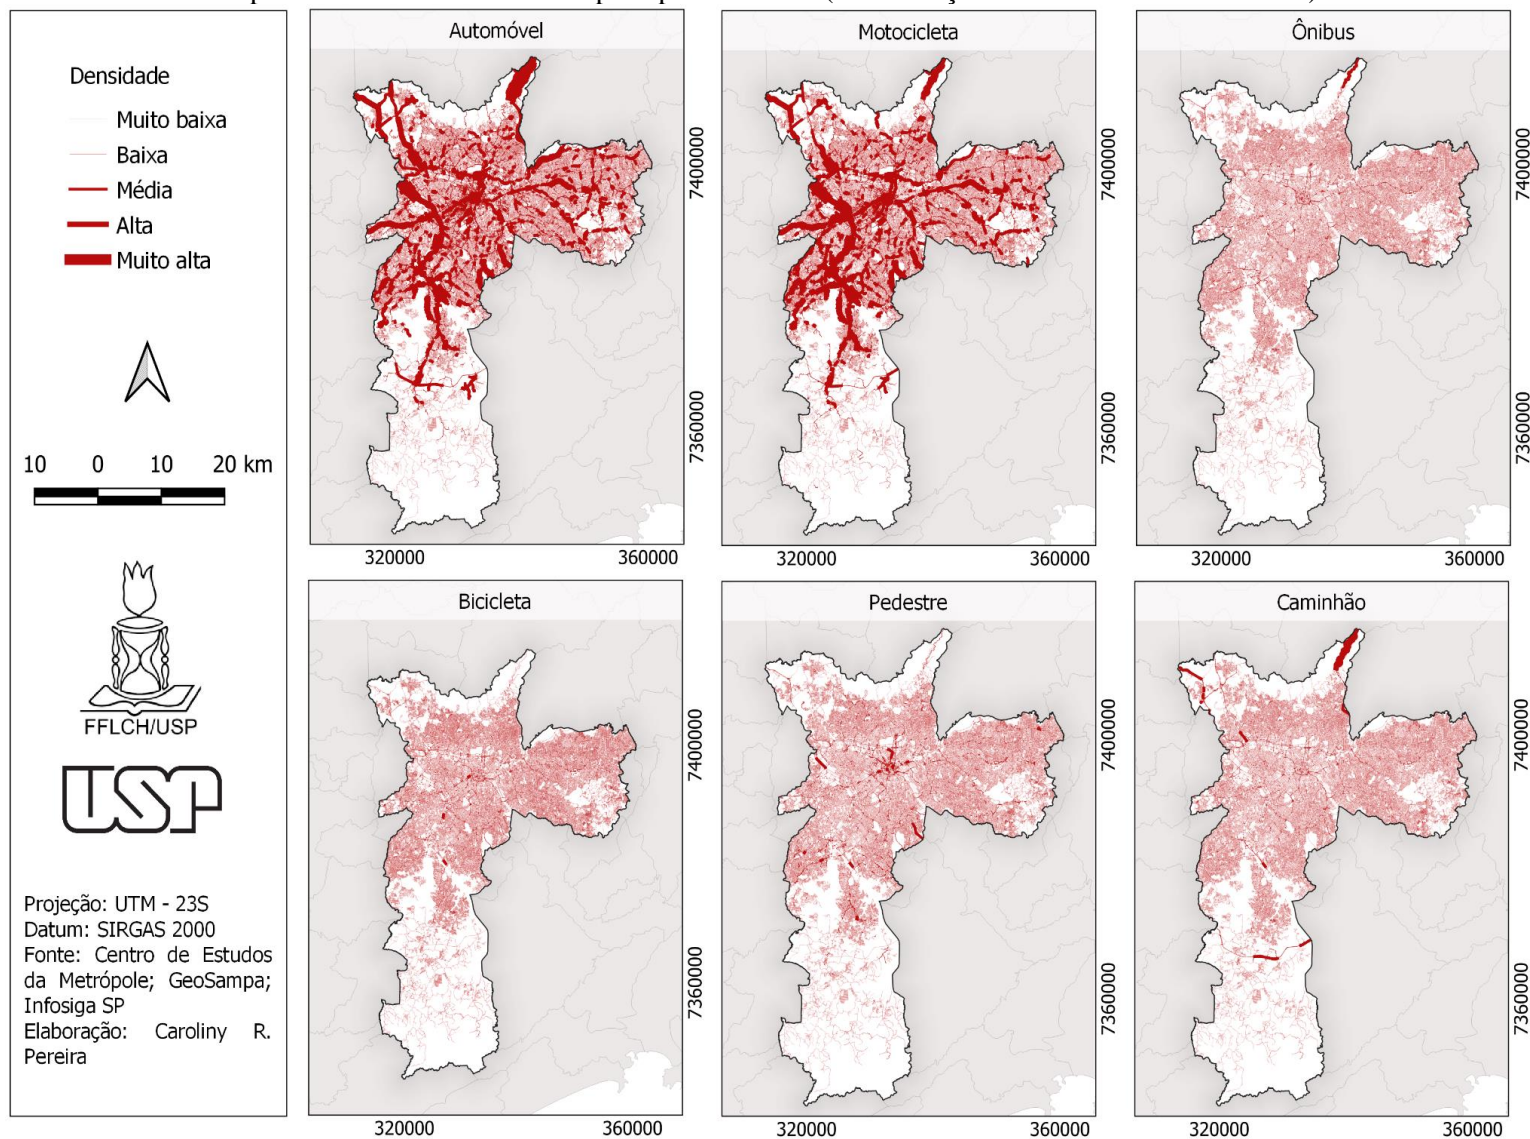 Densidade
Muito baixa
Baixa
Média
Alta
Muito alta
10 0 10 20 km
FFLCH/USP
USP
Projeção: UTM - 23S
Datum: SIRGAS 2000
Fonte: Centro de Estudos
da Metrópole; GeoSampa;
Infosiga SP
Elaboração: Caroliny R.
Pereira
Automóvel
7400000
7360000
320000 360000
Motocicleta
7400000
7360000
320000 360000
Ônibus
7400000
7360000
320000 360000
Bicicleta
7400000
7360000
320000 360000
Pedestre
7400000
7360000
320000 360000
Caminhão
7400000
7360000
320000 360000